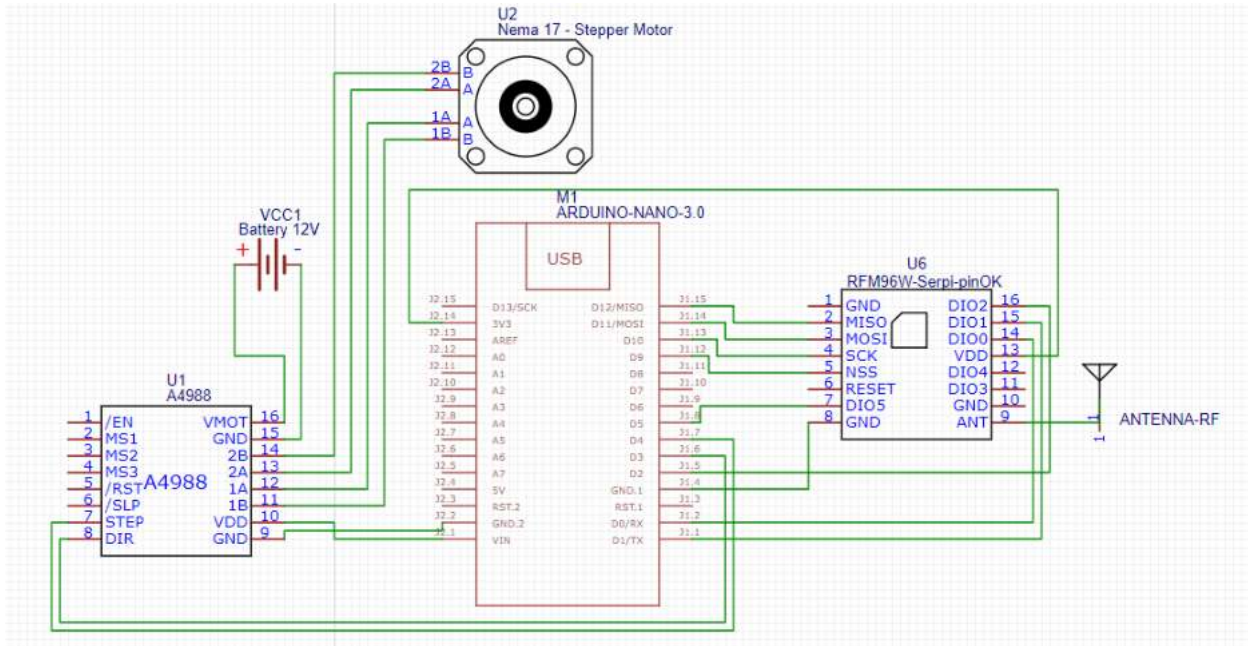 U2
Nema 17 - Stepper Motor
2B B
2A A
1A A
1B B
M1
ARDUINO-NANO-3.0
USB
VCC1
Battery 12V
+ -
U1
A4988
1 /EN VMOT 16
2 MS1 GND 15
3 MS2 2B 14
4 MS3 2A 13
5 /RST 1A 12
6 /SLP 1B 11
7 STEP VDD 10
8 DIR GND 9
A4988
J2.15 D13/SCK D12/MISO J1.15
J2.14 3V3 D11/MOSI J1.14
J2.13 AREF D10 J1.13
J2.12 A0 D9 J1.12
J2.11 A1 D8 J1.11
J2.10 A2 D7 J1.10
J2.9 A3 D6 J1.9
J2.8 A4 D5 J1.8
J2.7 A5 D4 J1.7
J2.6 A6 D3 J1.6
J2.5 A7 D2 J1.5
J2.4 5V GND.1 J1.4
J2.3 RST.2 RST.1 J1.3
J2.2 GND.2 D0/RX J1.2
J2.1 VIN D1/TX J1.1
U6
RFM96W-Serpl-pinOK
1 GND DIO2 16
2 MISO DIO1 15
3 MOSI DIO0 14
4 SCK VDD 13
5 NSS DIO4 12
6 RESET DIO3 11
7 DIO5 GND 10
8 GND ANT 9
1
ANTENNA-RF
1